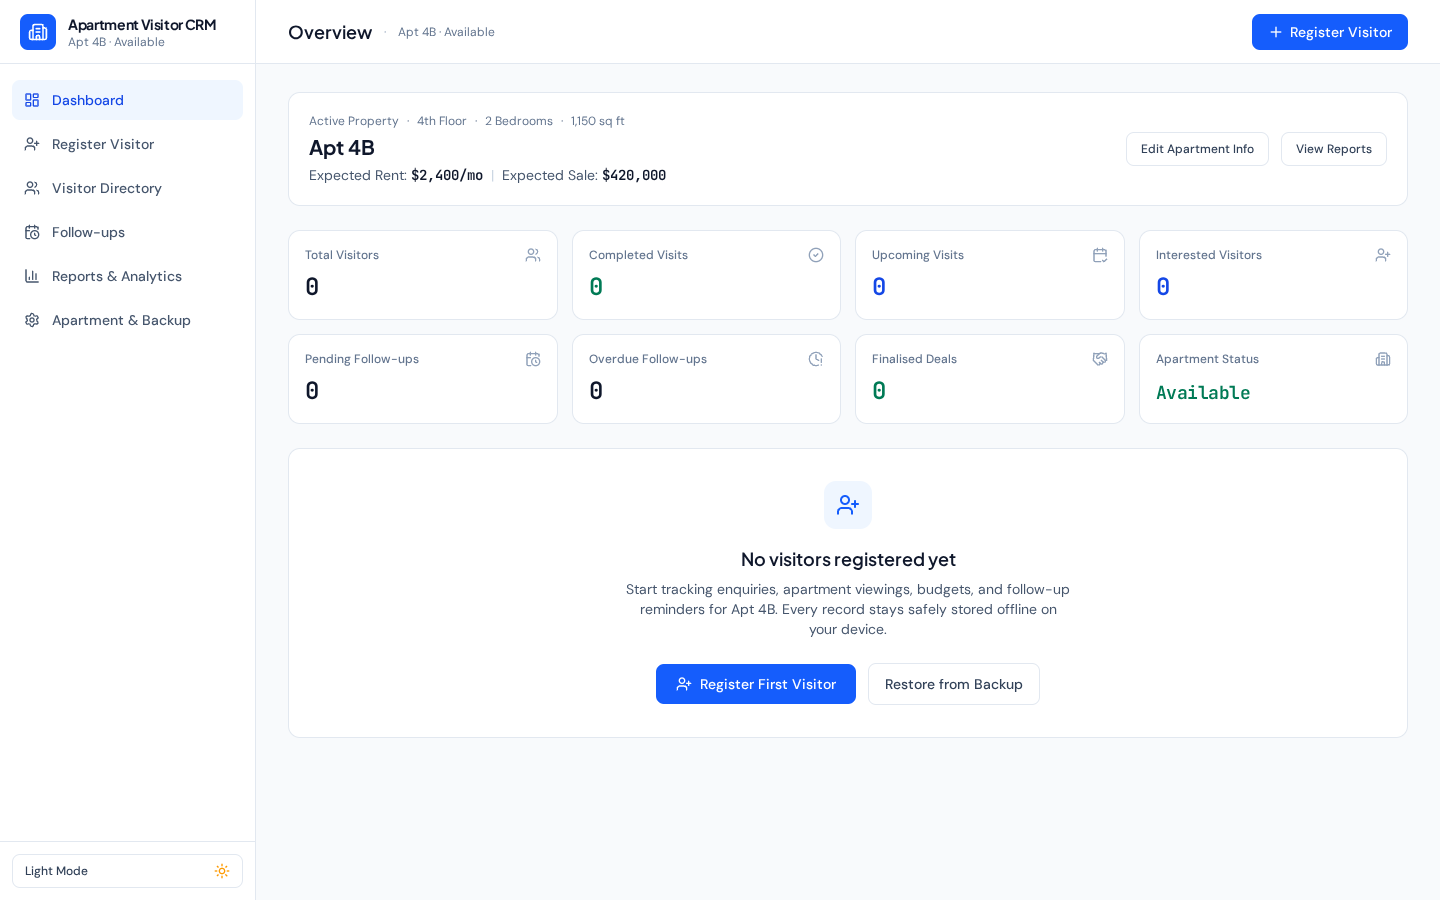 Apartment Visitor CRM
Apt 4B · Available
Overview · Apt 4B · Available
Register Visitor
Dashboard
Register Visitor
Visitor Directory
Follow-ups
Reports & Analytics
Apartment & Backup
Light Mode
Active Property · 4th Floor · 2 Bedrooms · 1,150 sq ft
Apt 4B
Expected Rent: $2,400/mo | Expected Sale: $420,000
Edit Apartment Info
View Reports
Total Visitors
0
Completed Visits
0
Upcoming Visits
0
Interested Visitors
0
Pending Follow-ups
0
Overdue Follow-ups
0
Finalised Deals
0
Apartment Status
Available
No visitors registered yet
Start tracking enquiries, apartment viewings, budgets, and follow-up
reminders for Apt 4B. Every record stays safely stored offline on
your device.
Register First Visitor
Restore from Backup